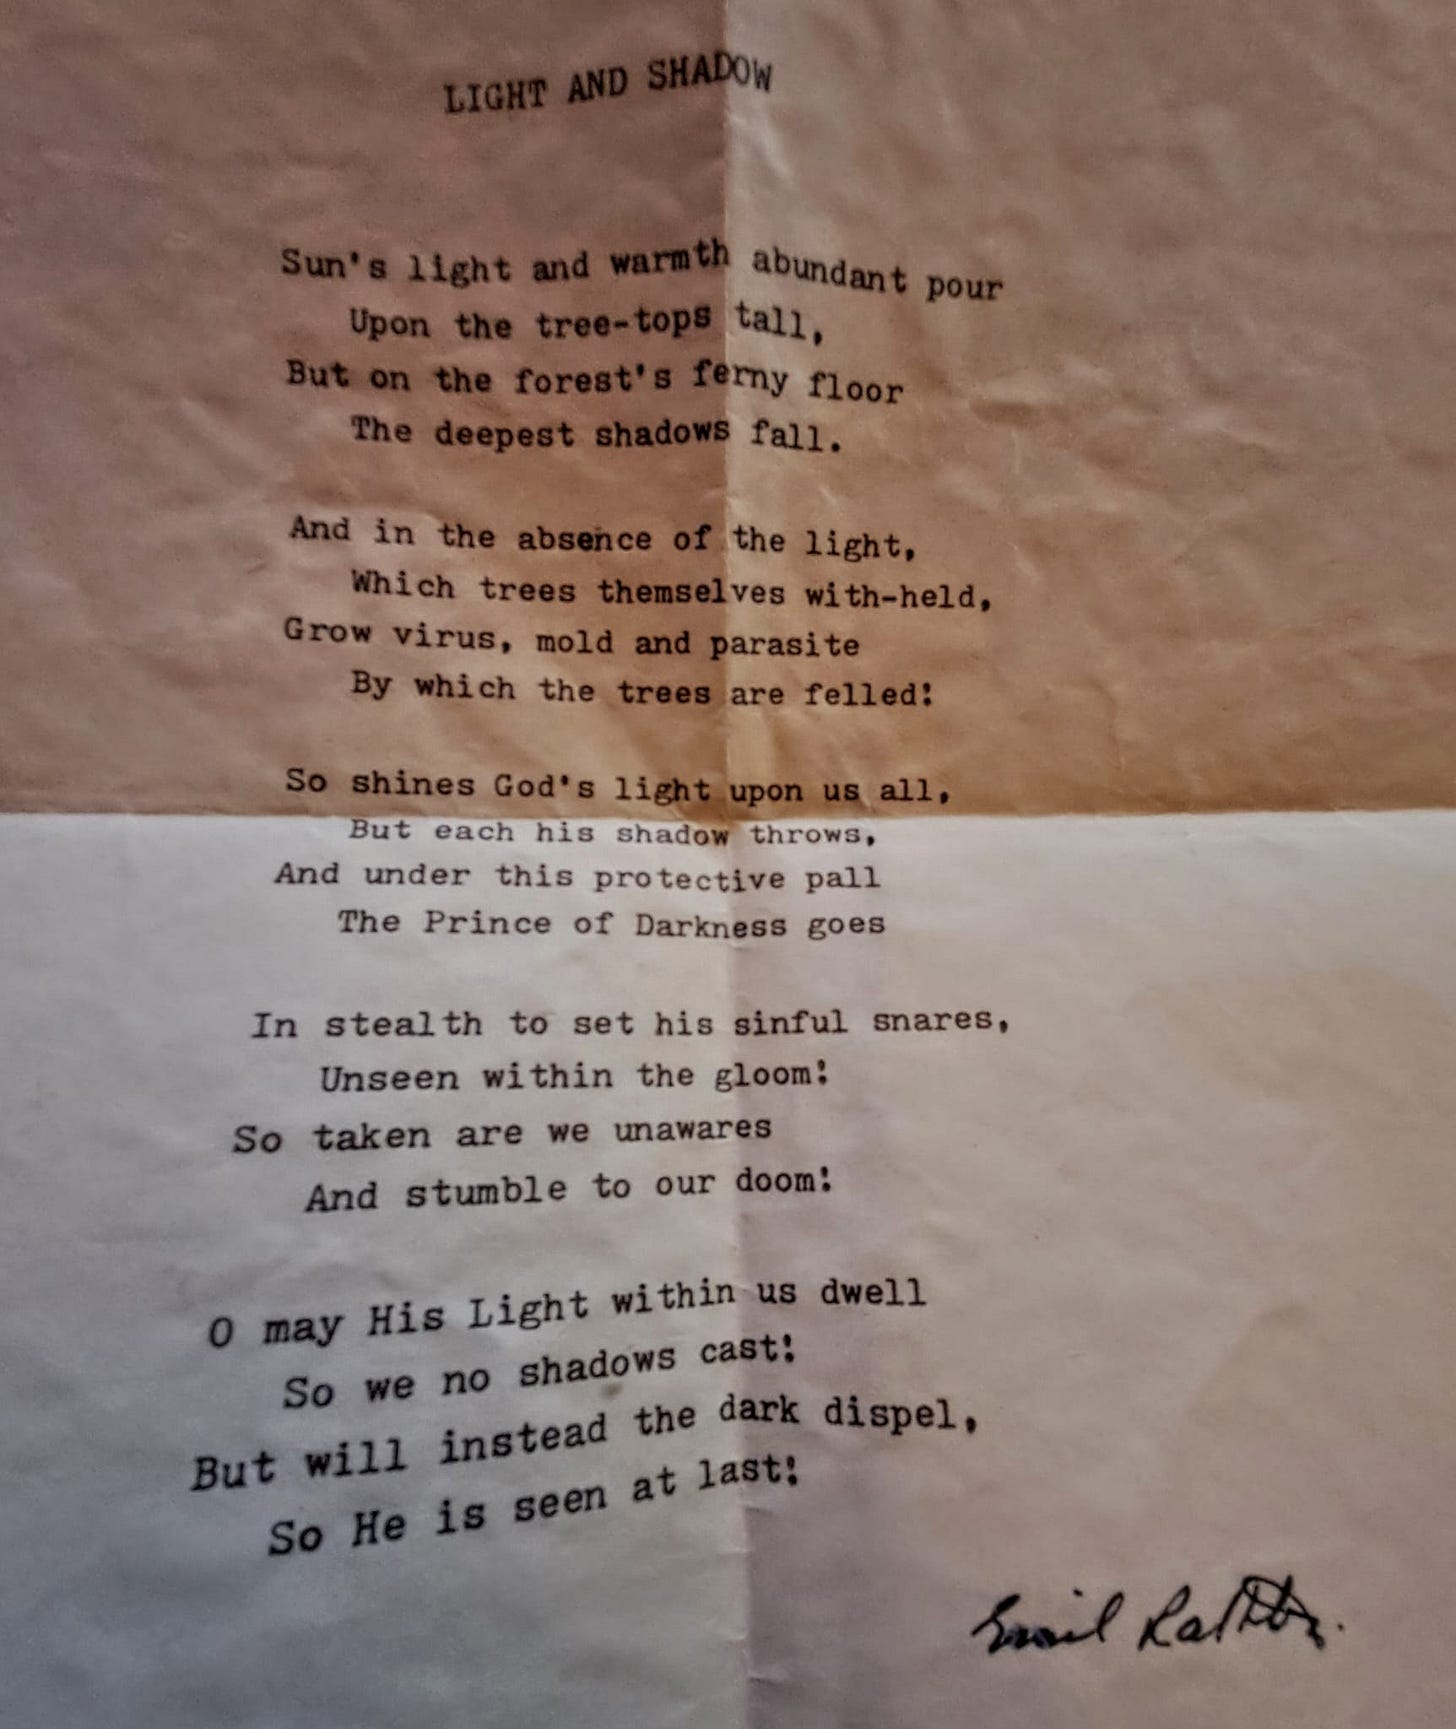 LIGHT AND SHADOW
Sun's light and warmth abundant pour
Upon the tree-tops tall,
But on the forest's ferny floor
The deepest shadows fall.
And in the absence of the light,
Which trees themselves with-held,
Grow virus, mold and parasite
By which the trees are felled!
So shines God's light upon us all,
But each his shadow throws,
And under this protective pall
The Prince of Darkness goes
In stealth to set his sinful snares,
Unseen within the gloom!
So taken are we unawares
And stumble to our doom!
O may His Light within us dwell
So we no shadows cast!
But will instead the dark dispel,
So He is seen at last!
Emil